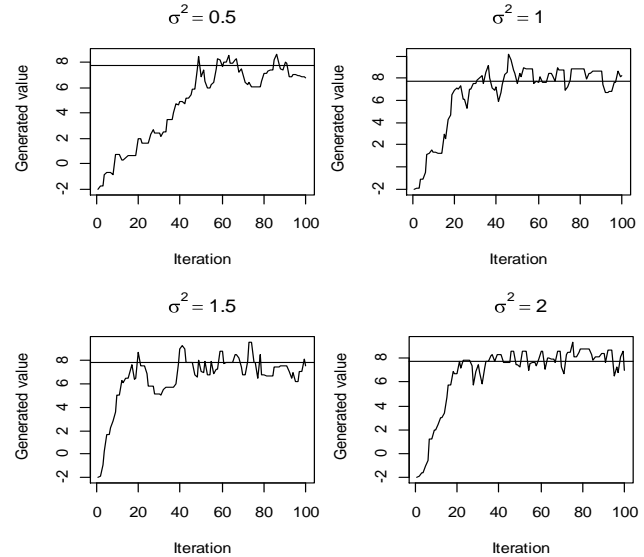 σ² = 0.5
Generated value
8
6
4
2
0
-2
0 20 40 60 80 100
Iteration
σ² = 1
Generated value
8
6
4
2
-2
0 20 40 60 80 100
Iteration
σ² = 1.5
Generated value
8
6
4
2
0
-2
0 20 40 60 80 100
Iteration
σ² = 2
Generated value
8
6
4
2
0
-2
0 20 40 60 80 100
Iteration